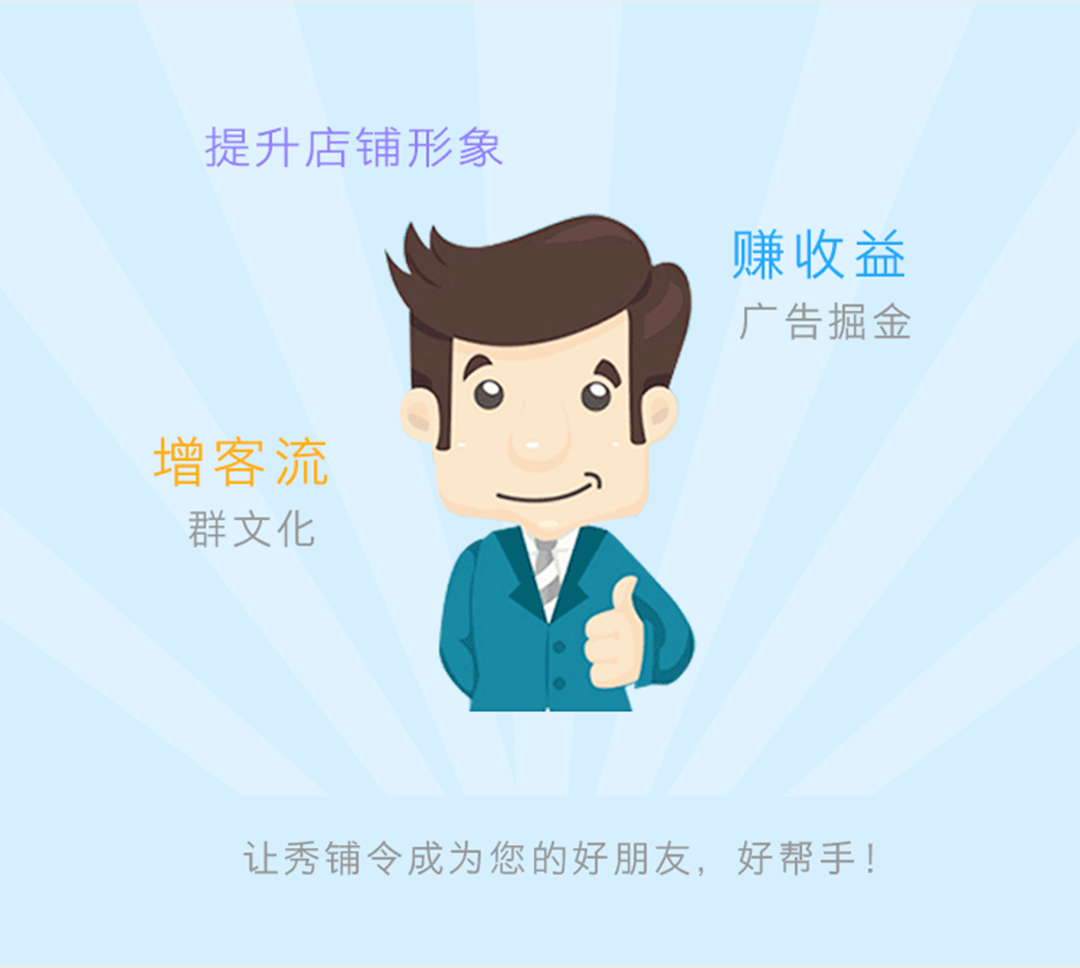 提升店铺形象
赚收益
广告掘金
增客流
群文化
让秀铺令成为您的好朋友，好帮手！